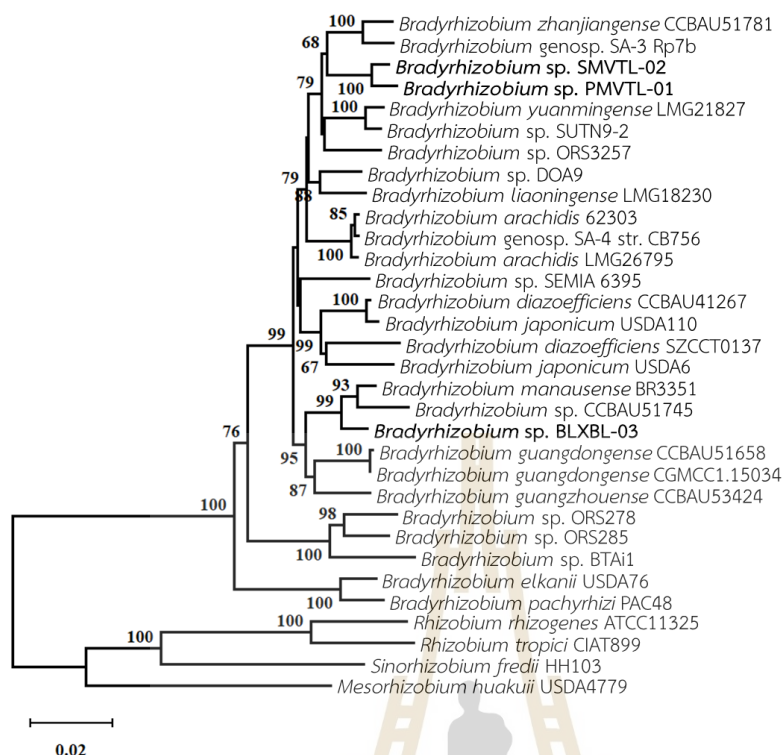 100
Bradyrhizobium zhanjiangense CCBAU51781
68
Bradyrhizobium genosp. SA-3 Rp7b
Bradyrhizobium sp. SMVTL-02
79
100
Bradyrhizobium sp. PMVTL-01
100
Bradyrhizobium yuanmingense LMG21827
Bradyrhizobium sp. SUTN9-2
Bradyrhizobium sp. ORS3257
79
Bradyrhizobium sp. DOA9
88
Bradyrhizobium liaoningense LMG18230
85
Bradyrhizobium arachidis 62303
Bradyrhizobium genosp. SA-4 str. CB756
100
Bradyrhizobium arachidis LMG26795
Bradyrhizobium sp. SEMIA 6395
100
Bradyrhizobium diazoefficiens CCBAU41267
Bradyrhizobium japonicum USDA110
99
99
Bradyrhizobium diazoefficiens SZCCT0137
67
Bradyrhizobium japonicum USDA6
93
Bradyrhizobium manausense BR3351
99
Bradyrhizobium sp. CCBAU51745
76
Bradyrhizobium sp. BLXBL-03
95
100
Bradyrhizobium guangdongense CCBAU51658
Bradyrhizobium guangdongense CGMCC1.15034
87
Bradyrhizobium guangzhouense CCBAU53424
100
98
Bradyrhizobium sp. ORS278
Bradyrhizobium sp. ORS285
100
Bradyrhizobium sp. BTAi1
Bradyrhizobium elkanii USDA76
100
Bradyrhizobium pachyrhizi PAC48
100
Rhizobium rhizogenes ATCC11325
100
Rhizobium tropici CIAT899
Sinorhizobium fredii HH103
Mesorhizobium huakuii USDA4779
0.02